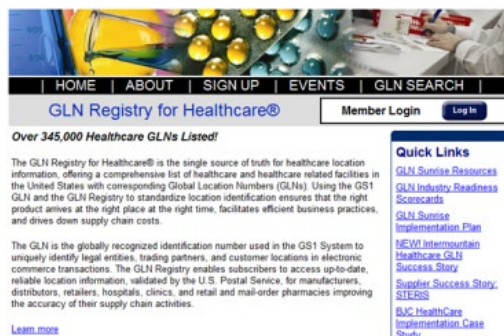 | HOME | ABOUT | SIGN UP | EVENTS | GLN SEARCH |
GLN Registry for Healthcare®
Member Login
Log In
Over 345,000 Healthcare GLNs Listed!
The GLN Registry for Healthcare® is the single source of truth for healthcare location
information, offering a comprehensive list of healthcare and healthcare related facilities in
the United States with corresponding Global Location Numbers (GLNs). Using the GS1
GLN and the GLN Registry to standardize location identification ensures that the right
product arrives at the right place at the right time, facilitates efficient business practices,
and drives down supply chain costs.
The GLN is the globally recognized identification number used in the GS1 System to
uniquely identify legal entities, trading partners, and customer locations in electronic
commerce transactions. The GLN Registry enables subscribers to access up-to-date,
reliable location information, validated by the U.S. Postal Service, for manufacturers,
distributors, retailers, hospitals, clinics, and retail and mail-order pharmacies improving
the accuracy of their supply chain activities.
Learn more
Quick Links
GLN Sunrise Resources
GLN Industry Readiness
Scorecards
GLN Sunrise
Implementation Plan
NEW! Intermountain
Healthcare GLN
Success Story
Supplier Success Story:
STERIS
BJC HealthCare
Implementation Case
Study